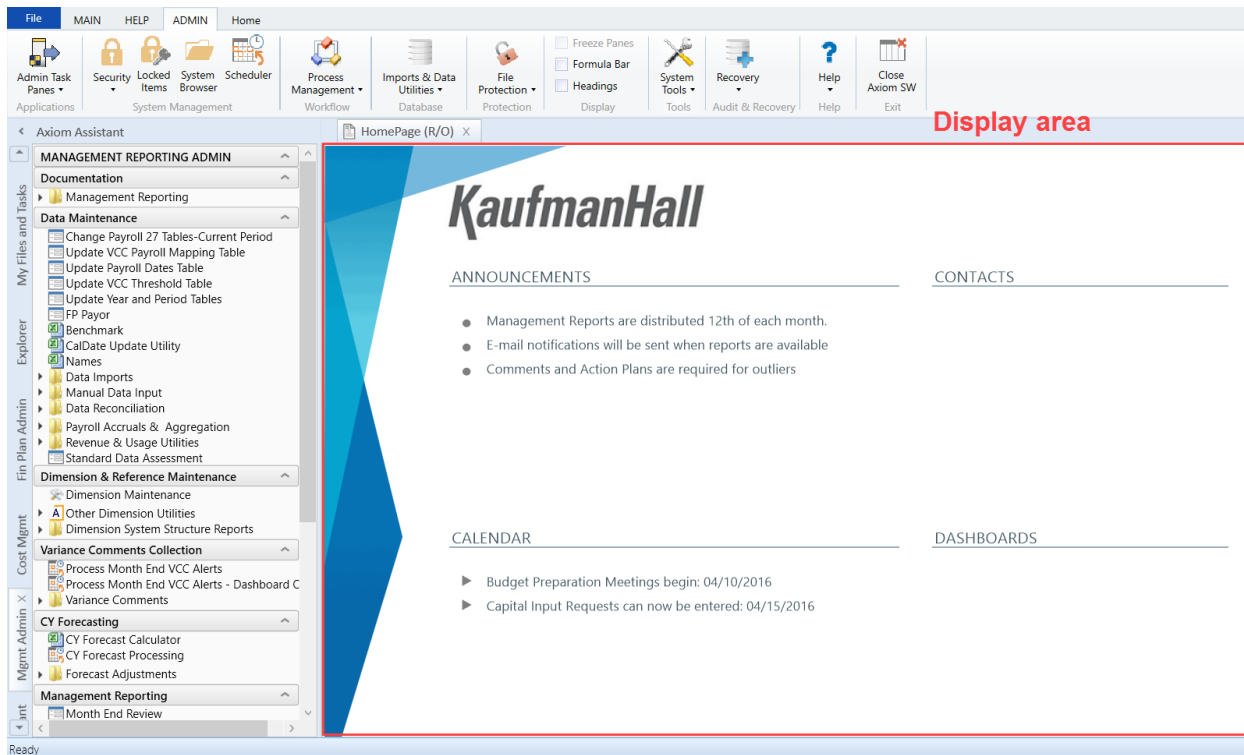 File MAIN HELP ADMIN Home
Admin Task Panes
Security
Locked Items
System Browser
Scheduler
Process Management
Imports & Data Utilities
File Protection
Freeze Panes
Formula Bar
Headings
System Tools
Recovery
Help
Close Axiom SW
Applications System Management Workflow Database Protection Display Tools Audit & Recovery Help Exit
Axiom Assistant
HomePage (R/O) X
Display area
My Files and Tasks
Explorer
Fin Plan Admin
Cost Mgmt
Mgmt Admin X
ant
MANAGEMENT REPORTING ADMIN
Documentation
Management Reporting
Data Maintenance
Change Payroll 27 Tables-Current Period
Update VCC Payroll Mapping Table
Update Payroll Dates Table
Update VCC Threshold Table
Update Year and Period Tables
FP Payor
Benchmark
CalDate Update Utility
Names
Data Imports
Manual Data Input
Data Reconciliation
Payroll Accruals & Aggregation
Revenue & Usage Utilities
Standard Data Assessment
Dimension & Reference Maintenance
Dimension Maintenance
A Other Dimension Utilities
Dimension System Structure Reports
Variance Comments Collection
Process Month End VCC Alerts
Process Month End VCC Alerts - Dashboard C
Variance Comments
CY Forecasting
CY Forecast Calculator
CY Forecast Processing
Forecast Adjustments
Management Reporting
Month End Review
KaufmanHall
ANNOUNCEMENTS
Management Reports are distributed 12th of each month.
E-mail notifications will be sent when reports are available
Comments and Action Plans are required for outliers
CONTACTS
CALENDAR
Budget Preparation Meetings begin: 04/10/2016
Capital Input Requests can now be entered: 04/15/2016
DASHBOARDS
Ready